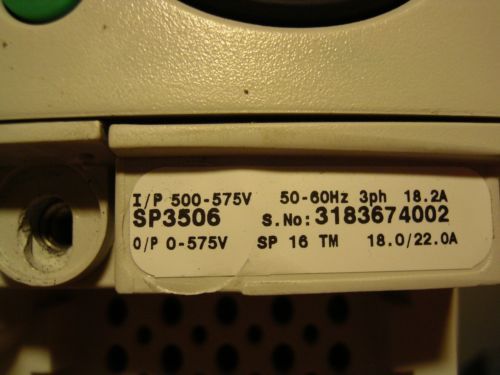 I/P 500-575V 50-60Hz 3ph 18.2A
SP3506 S.No: 3183674002
O/P 0-575V SP 16 TM 18.0/22.0A